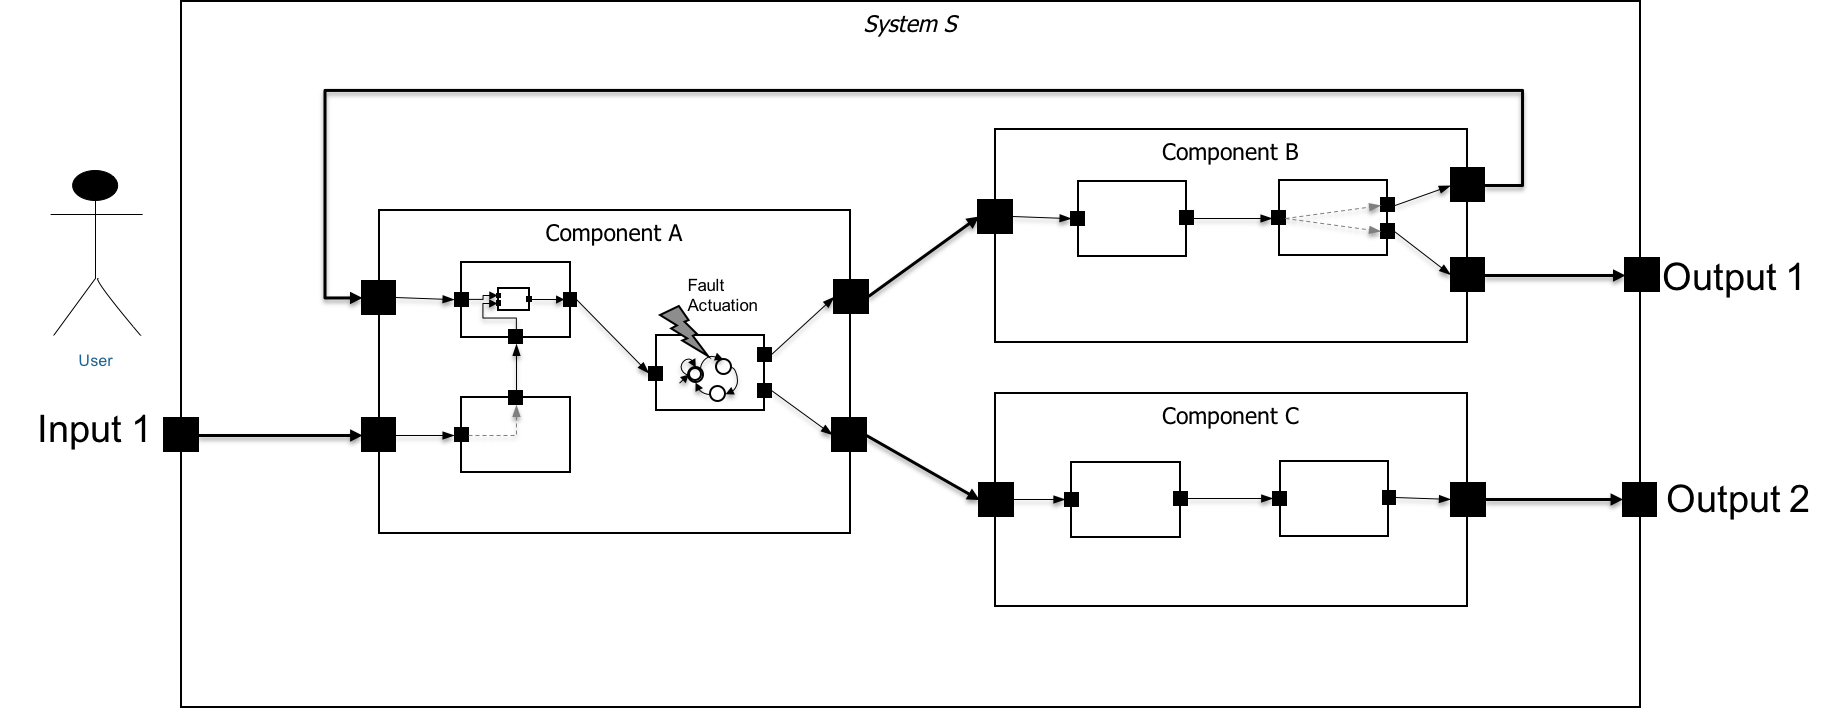 System S
Component B
Component A
Fault
Actuation
Output 1
User
Component C
Input 1
Output 2